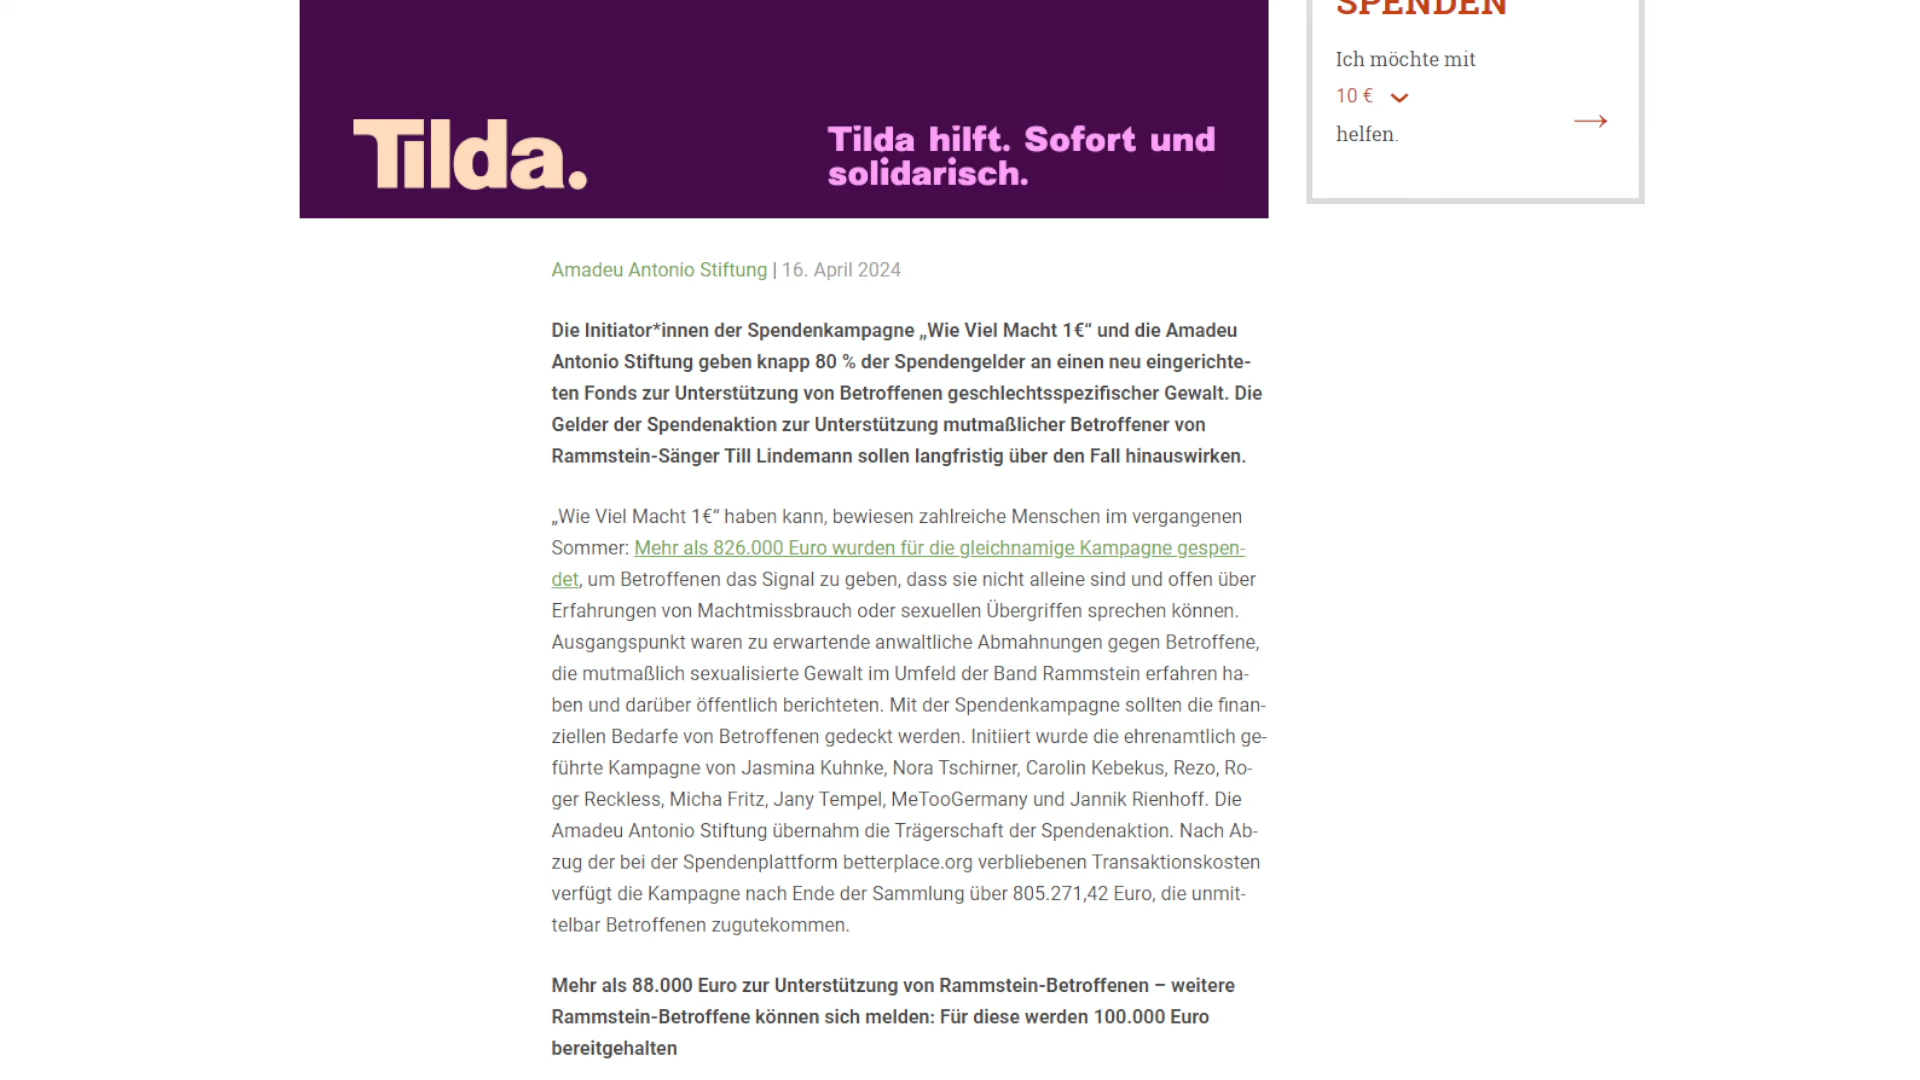 SPENDEN
Ich möchte mit
10 €
helfen.
Tilda.
Tilda hilft. Sofort und
solidarisch.
Amadeu Antonio Stiftung | 16. April 2024
Die Initiator*innen der Spendenkampagne „Wie Viel Macht 1€“ und die Amadeu
Antonio Stiftung geben knapp 80 % der Spendengelder an einen neu eingerichte-
ten Fonds zur Unterstützung von Betroffenen geschlechtsspezifischer Gewalt. Die
Gelder der Spendenaktion zur Unterstützung mutmaßlicher Betroffener von
Rammstein-Sänger Till Lindemann sollen langfristig über den Fall hinauswirken.
„Wie Viel Macht 1€“ haben kann, bewiesen zahlreiche Menschen im vergangenen
Sommer: Mehr als 826.000 Euro wurden für die gleichnamige Kampagne gespen-
det, um Betroffenen das Signal zu geben, dass sie nicht alleine sind und offen über
Erfahrungen von Machtmissbrauch oder sexuellen Übergriffen sprechen können.
Ausgangspunkt waren zu erwartende anwaltliche Abmahnungen gegen Betroffene,
die mutmaßlich sexualisierte Gewalt im Umfeld der Band Rammstein erfahren ha-
ben und darüber öffentlich berichteten. Mit der Spendenkampagne sollten die finan-
ziellen Bedarfe von Betroffenen gedeckt werden. Initiiert wurde die ehrenamtlich ge-
führte Kampagne von Jasmina Kuhnke, Nora Tschirner, Carolin Kebekus, Rezo, Ro-
ger Reckless, Micha Fritz, Jany Tempel, MeTooGermany und Jannik Rienhoff. Die
Amadeu Antonio Stiftung übernahm die Trägerschaft der Spendenaktion. Nach Ab-
zug der bei der Spendenplattform betterplace.org verbliebenen Transaktionskosten
verfügt die Kampagne nach Ende der Sammlung über 805.271,42 Euro, die unmit-
telbar Betroffenen zugutekommen.
Mehr als 88.000 Euro zur Unterstützung von Rammstein-Betroffenen – weitere
Rammstein-Betroffene können sich melden: Für diese werden 100.000 Euro
bereitgehalten